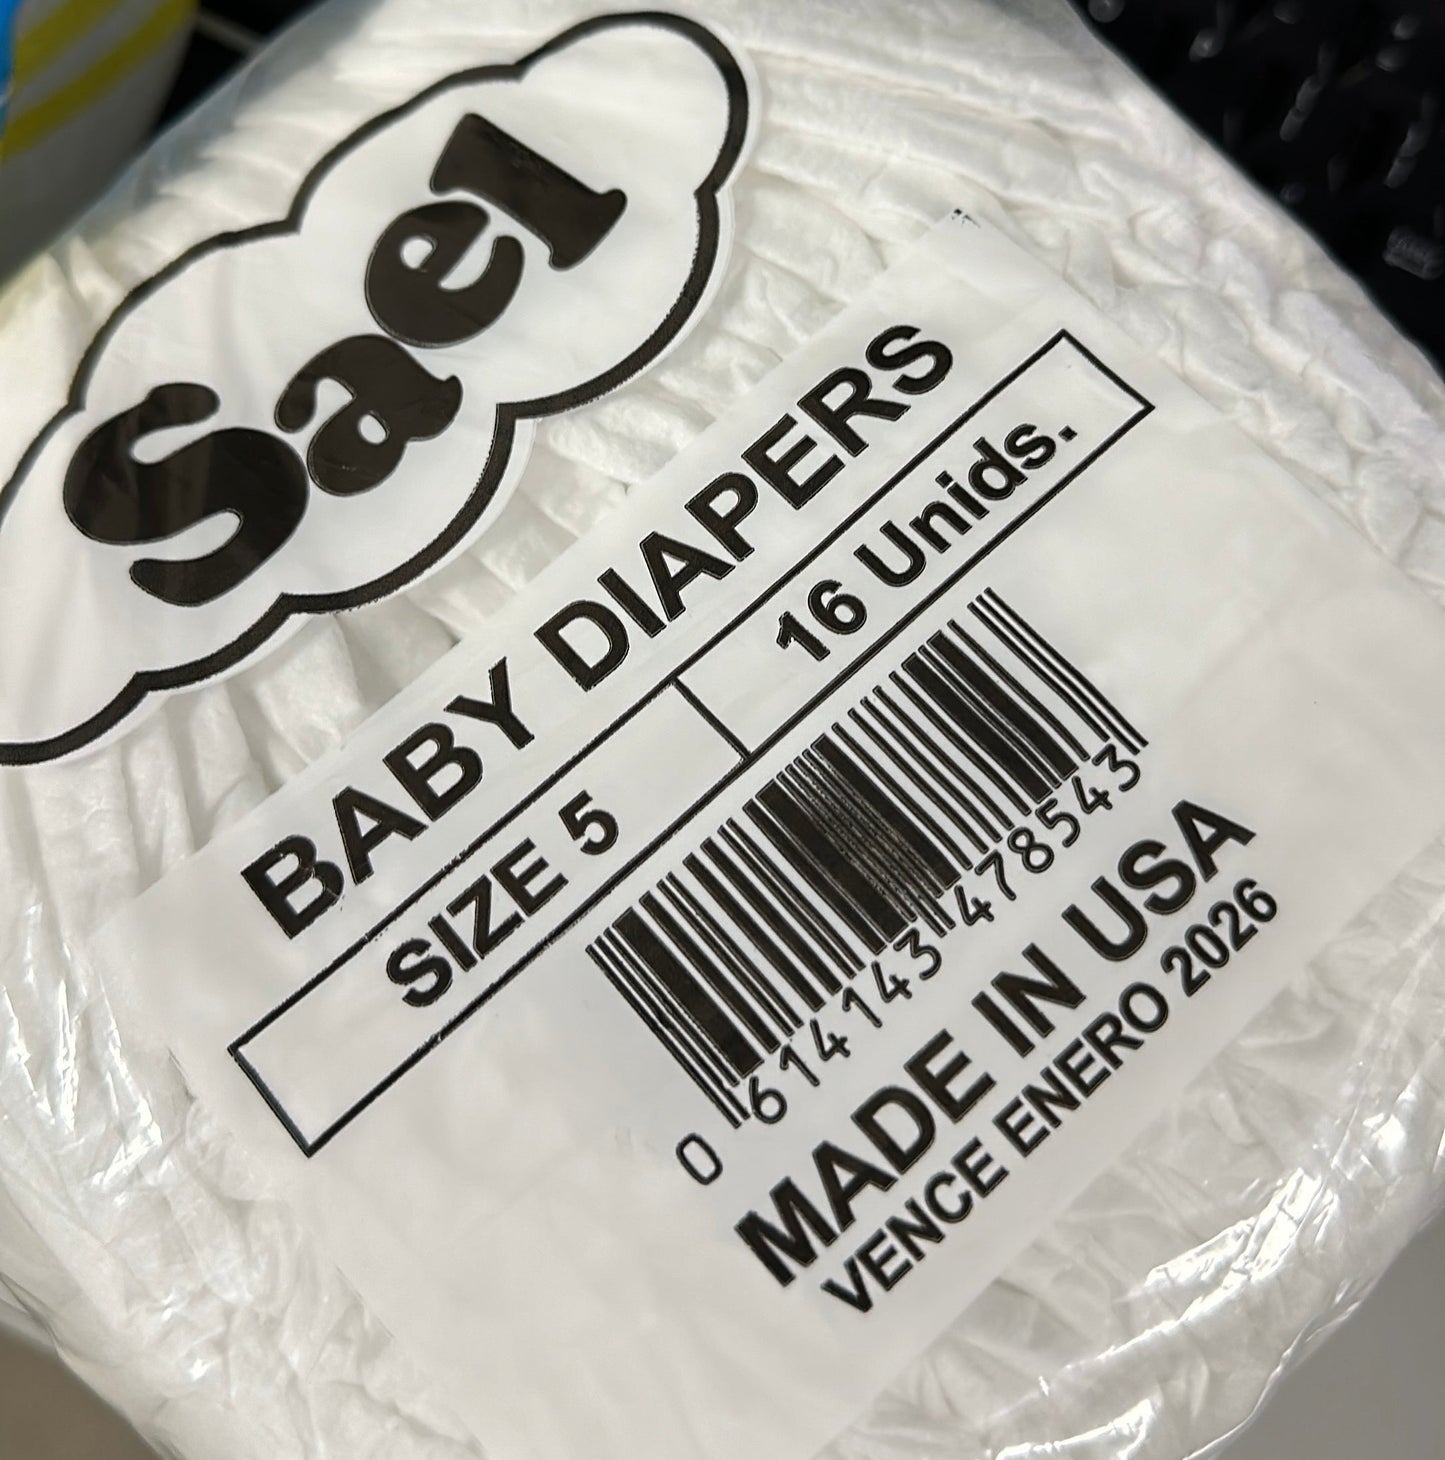 Sael
BABY DIAPERS
SIZE 5 16 Unids.
0 614143 478543
MADE IN USA
VENCE ENERO 2026